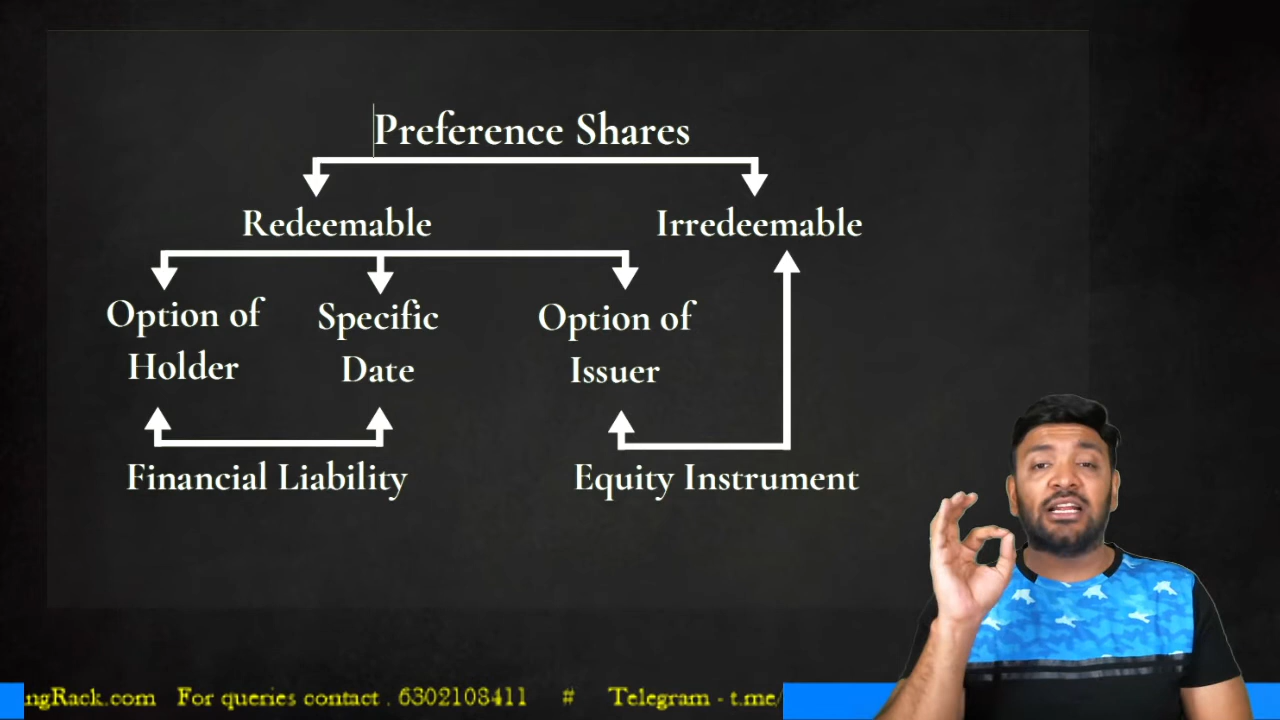 Preference Shares
Redeemable Irredeemable
Option of Holder
Specific Date
Option of Issuer
Financial Liability Equity Instrument
ngRack.com For queries contact . 6302108411 # Telegram - t.me/